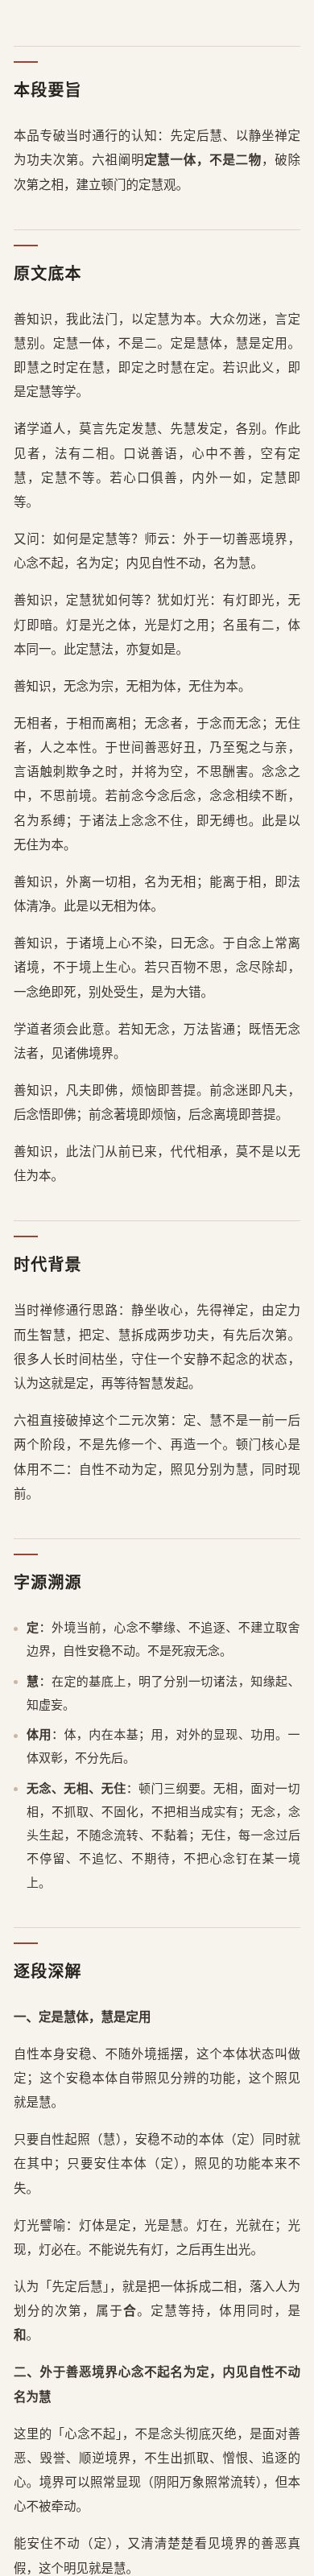 本段要旨
本品专破当时通行的认知：先定后慧、以静坐禅定
为功夫次第。六祖阐明定慧一体，不是二物，破除
次第之相，建立顿门的定慧观。
原文底本
善知识，我此法门，以定慧为本。大众勿迷，言定
慧别。定慧一体，不是二。定是慧体，慧是定用。
即慧之时定在慧，即定之时慧在定。若识此义，即
是定慧等学。
诸学道人，莫言先定发慧、先慧发定，各别。作此
见者，法有二相。口说善语，心中不善，空有定
慧，定慧不等。若心口俱善，内外一如，定慧即
等。
又问：如何是定慧等？师云：外于一切善恶境界，
心念不起，名为定；内见自性不动，名为慧。
善知识，定慧犹如何等？犹如灯光：有灯即光，无
灯即暗。灯是光之体，光是灯之用；名虽有二，体
本同一。此定慧法，亦复如是。
善知识，无念为宗，无相为体，无住为本。
无相者，于相而离相；无念者，于念而无念；无住
者，人之本性。于世间善恶好丑，乃至冤之与亲，
言语触刺欺争之时，并将为空，不思酬害。念念之
中，不思前境。若前念今念后念，念念相续不断，
名为系缚；于诸法上念念不住，即无缚也。此是以
无住为本。
善知识，外离一切相，名为无相；能离于相，即法
体清净。此是以无相为体。
善知识，于诸境上心不染，曰无念。于自念上常离
诸境，不于境上生心。若只百物不思，念尽除却，
一念绝即死，别处受生，是为大错。
学道者须会此意。若知无念，万法皆通；既悟无念
法者，见诸佛境界。
善知识，凡夫即佛，烦恼即菩提。前念迷即凡夫，
后念悟即佛；前念著境即烦恼，后念离境即菩提。
善知识，此法门从前已来，代代相承，莫不是以无
住为本。
时代背景
当时禅修通行思路：静坐收心，先得禅定，由定力
而生智慧，把定、慧拆成两步功夫，有先后次第。
很多人长时间枯坐，守住一个安静不起念的状态，
认为这就是定，再等待智慧发起。
六祖直接破掉这个二元次第：定、慧不是一前一后
两个阶段，不是先修一个、再造一个。顿门核心是
体用不二：自性不动为定，照见分别为慧，同时现
前。
字源溯源
定：外境当前，心念不攀缘、不追逐、不建立取舍
边界，自性安稳不动。不是死寂无念。
慧：在定的基底上，明了分别一切诸法，知缘起、
知虚妄。
体用：体，内在本基；用，对外的显现、功用。一
体双彰，不分先后。
无念、无相、无住：顿门三纲要。无相，面对一切
相，不抓取、不固化，不把相当成实有；无念，念
头生起，不随念流转、不黏着；无住，每一念过后
不停留、不追忆、不期待，不把心念钉在某一境
上。
逐段深解
一、定是慧体，慧是定用
自性本身安稳、不随外境摇摆，这个本体状态叫做
定；这个安稳本体自带照见分辨的功能，这个照见
就是慧。
只要自性起照（慧），安稳不动的本体（定）同时就
在其中；只要安住本体（定），照见的功能本来不
失。
灯光譬喻：灯体是定，光是慧。灯在，光就在；光
现，灯必在。不能说先有灯，之后再生出光。
认为「先定后慧」，就是把一体拆成二相，落入人为
划分的次第，属于合。定慧等持，体用同时，是
和。
二、外于善恶境界心念不起名为定，内见自性不动
名为慧
这里的「心念不起」，不是念头彻底灭绝，是面对善
恶、毁誉、顺逆境界，不生出抓取、憎恨、追逐的
心。境界可以照常显现（阴阳万象照常流转），但本
心不被牵动。
能安住不动（定），又清清楚楚看见境界的善恶真
假，这个明见就是慧。